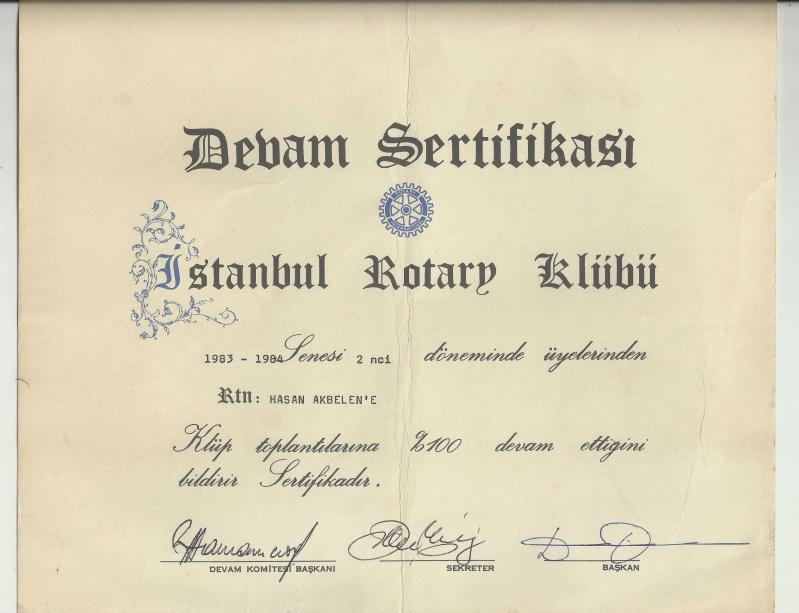 Devam Sertifikası
İstanbul Rotary Klübü
1983 - 1984 Senesi 2 nci döneminde üyelerinden
Rtn: HASAN AKBELEN'E
Klüp toplantılarına %100 devam ettiğini
bildirir Sertifikadır.
DEVAM KOMİTESİ BAŞKANI SEKRETER BAŞKAN